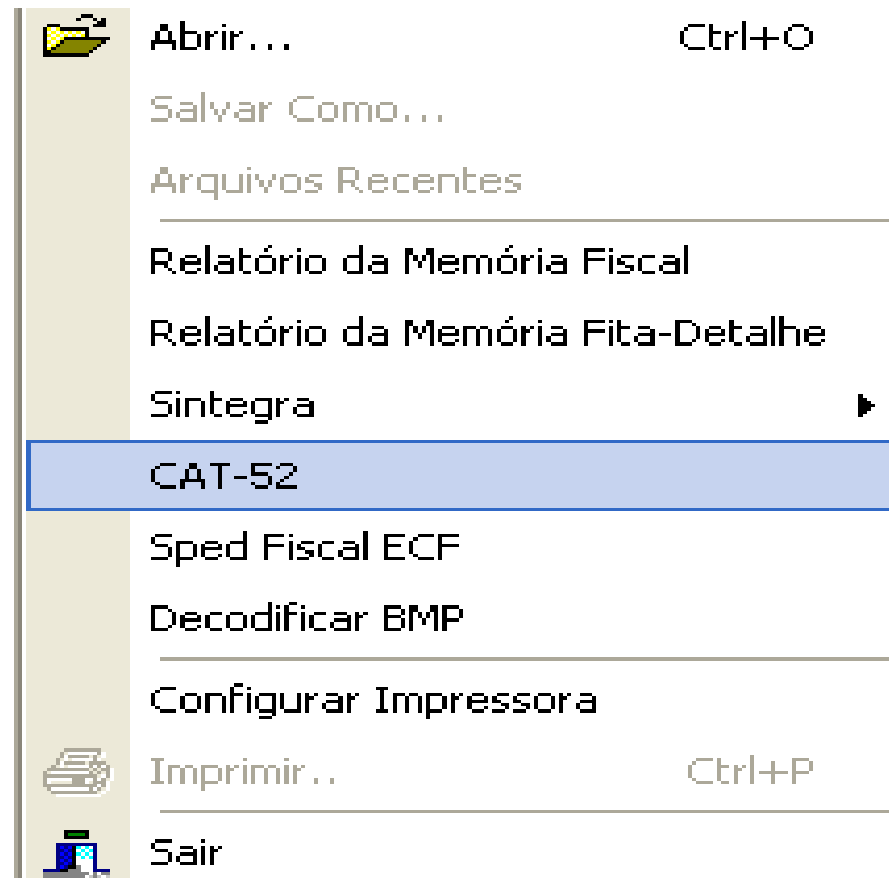 Abrir... Ctrl+O
Salvar Como...
Arquivos Recentes
Relatório da Memória Fiscal
Relatório da Memória Fita-Detalhe
Sintegra
CAT-52
Sped Fiscal ECF
Decodificar BMP
Configurar Impressora
Imprimir.. Ctrl+P
Sair